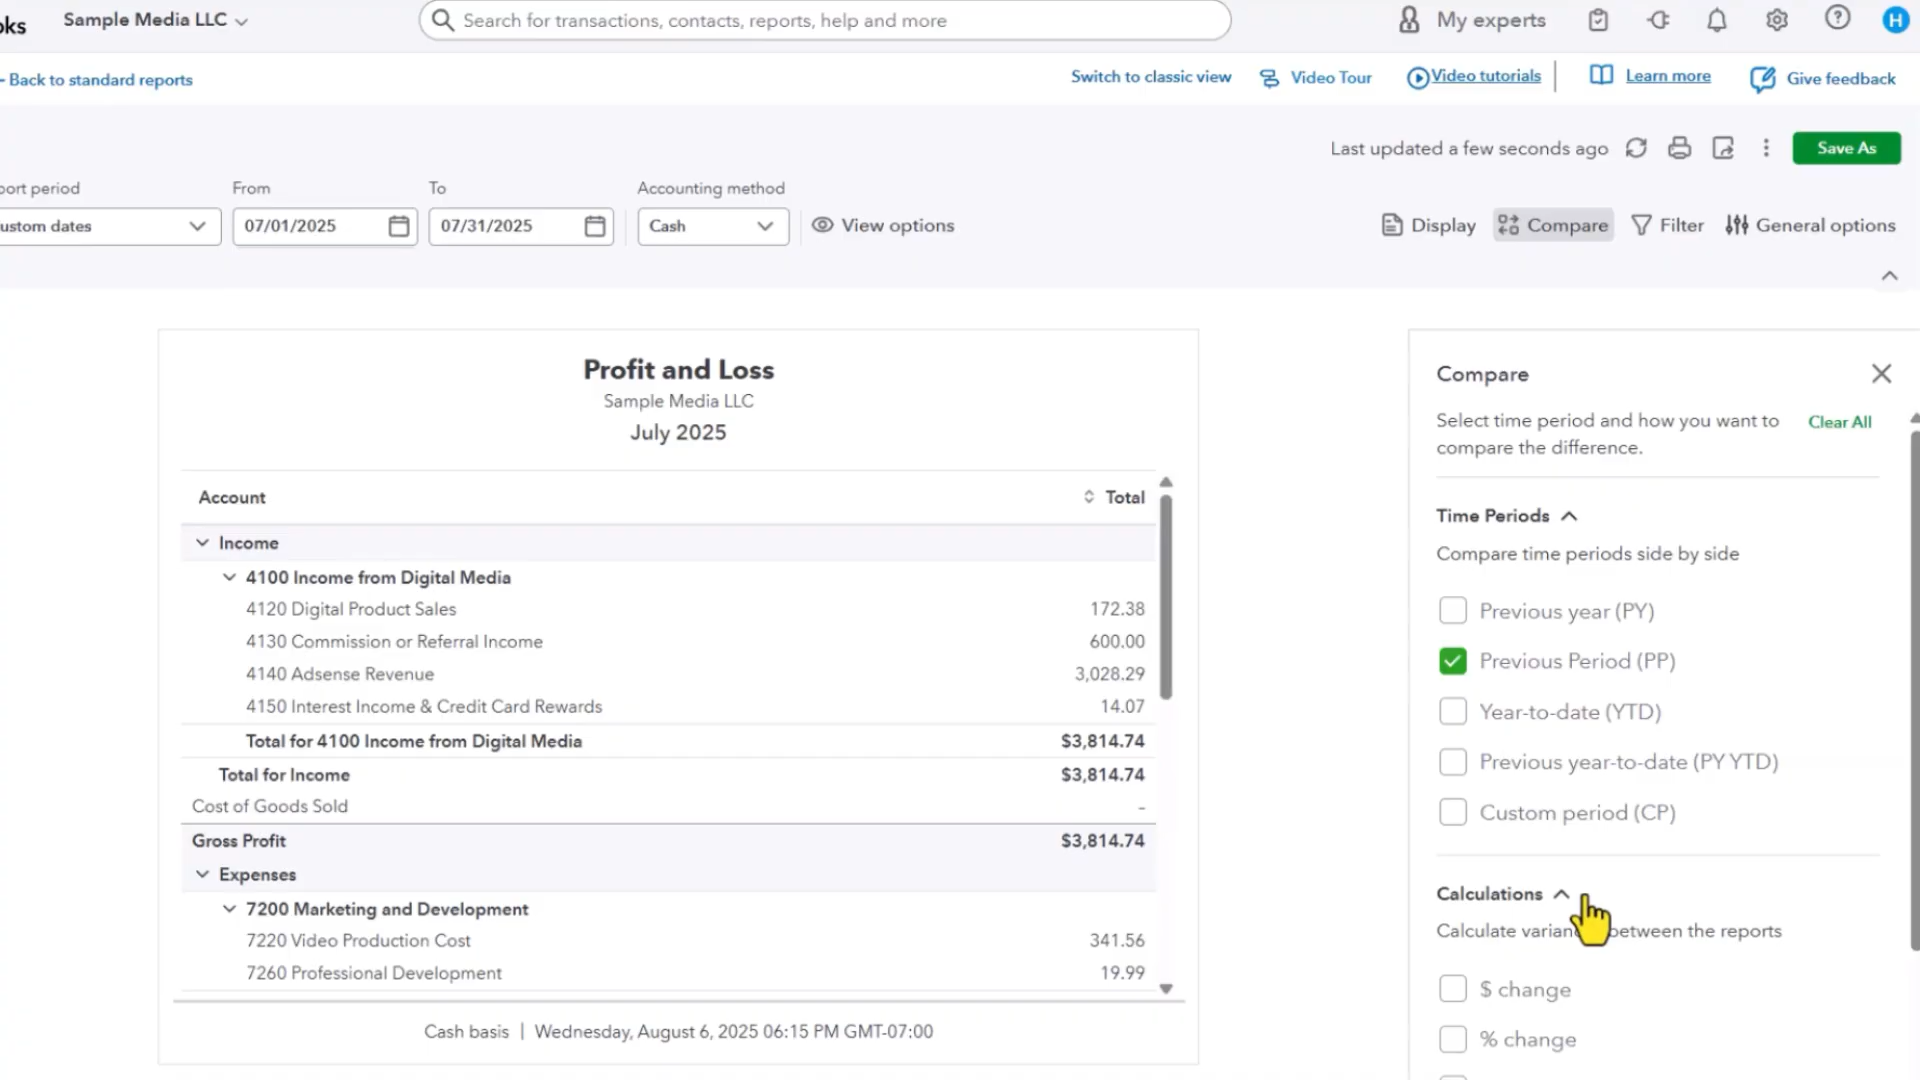 oks
Sample Media LLC
Search for transactions, contacts, reports, help and more
My experts
H
Back to standard reports
Switch to classic view
Video Tour
Video tutorials
Learn more
Give feedback
Last updated a few seconds ago
Save As
port period
From
To
Accounting method
ustom dates
07/01/2025
07/31/2025
Cash
View options
Display
Compare
Filter
General options
Profit and Loss
Sample Media LLC
July 2025
Account Total
Income
4100 Income from Digital Media
4120 Digital Product Sales 172.38
4130 Commission or Referral Income 600.00
4140 Adsense Revenue 3,028.29
4150 Interest Income & Credit Card Rewards 14.07
Total for 4100 Income from Digital Media $3,814.74
Total for Income $3,814.74
Cost of Goods Sold -
Gross Profit $3,814.74
Expenses
7200 Marketing and Development
7220 Video Production Cost 341.56
7260 Professional Development 19.99
Cash basis | Wednesday, August 6, 2025 06:15 PM GMT-07:00
Compare
Select time period and how you want to
compare the difference.
Clear All
Time Periods
Compare time periods side by side
Previous year (PY)
Previous Period (PP)
Year-to-date (YTD)
Previous year-to-date (PY YTD)
Custom period (CP)
Calculations
Calculate varian between the reports
$ change
% change